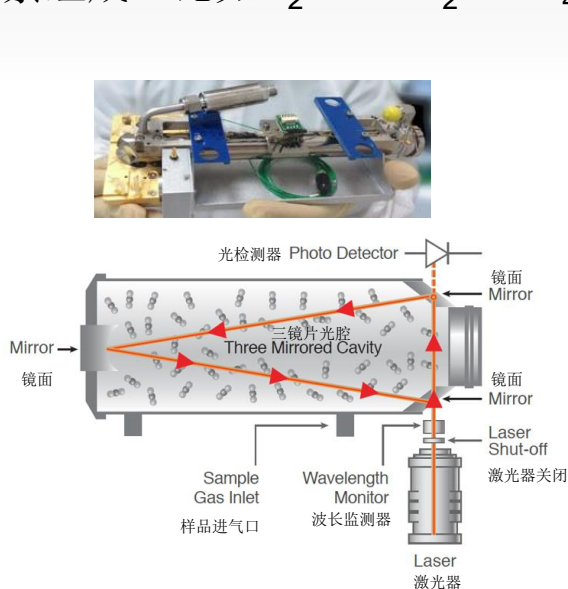 2 2
光检测器 Photo Detector
镜面
Mirror
三镜片光腔
Three Mirrored Cavity
Mirror
镜面
镜面
Mirror
Laser
Shut-off
激光器关闭
Sample
Gas Inlet
样品进气口
Wavelength
Monitor
波长监测器
Laser
激光器